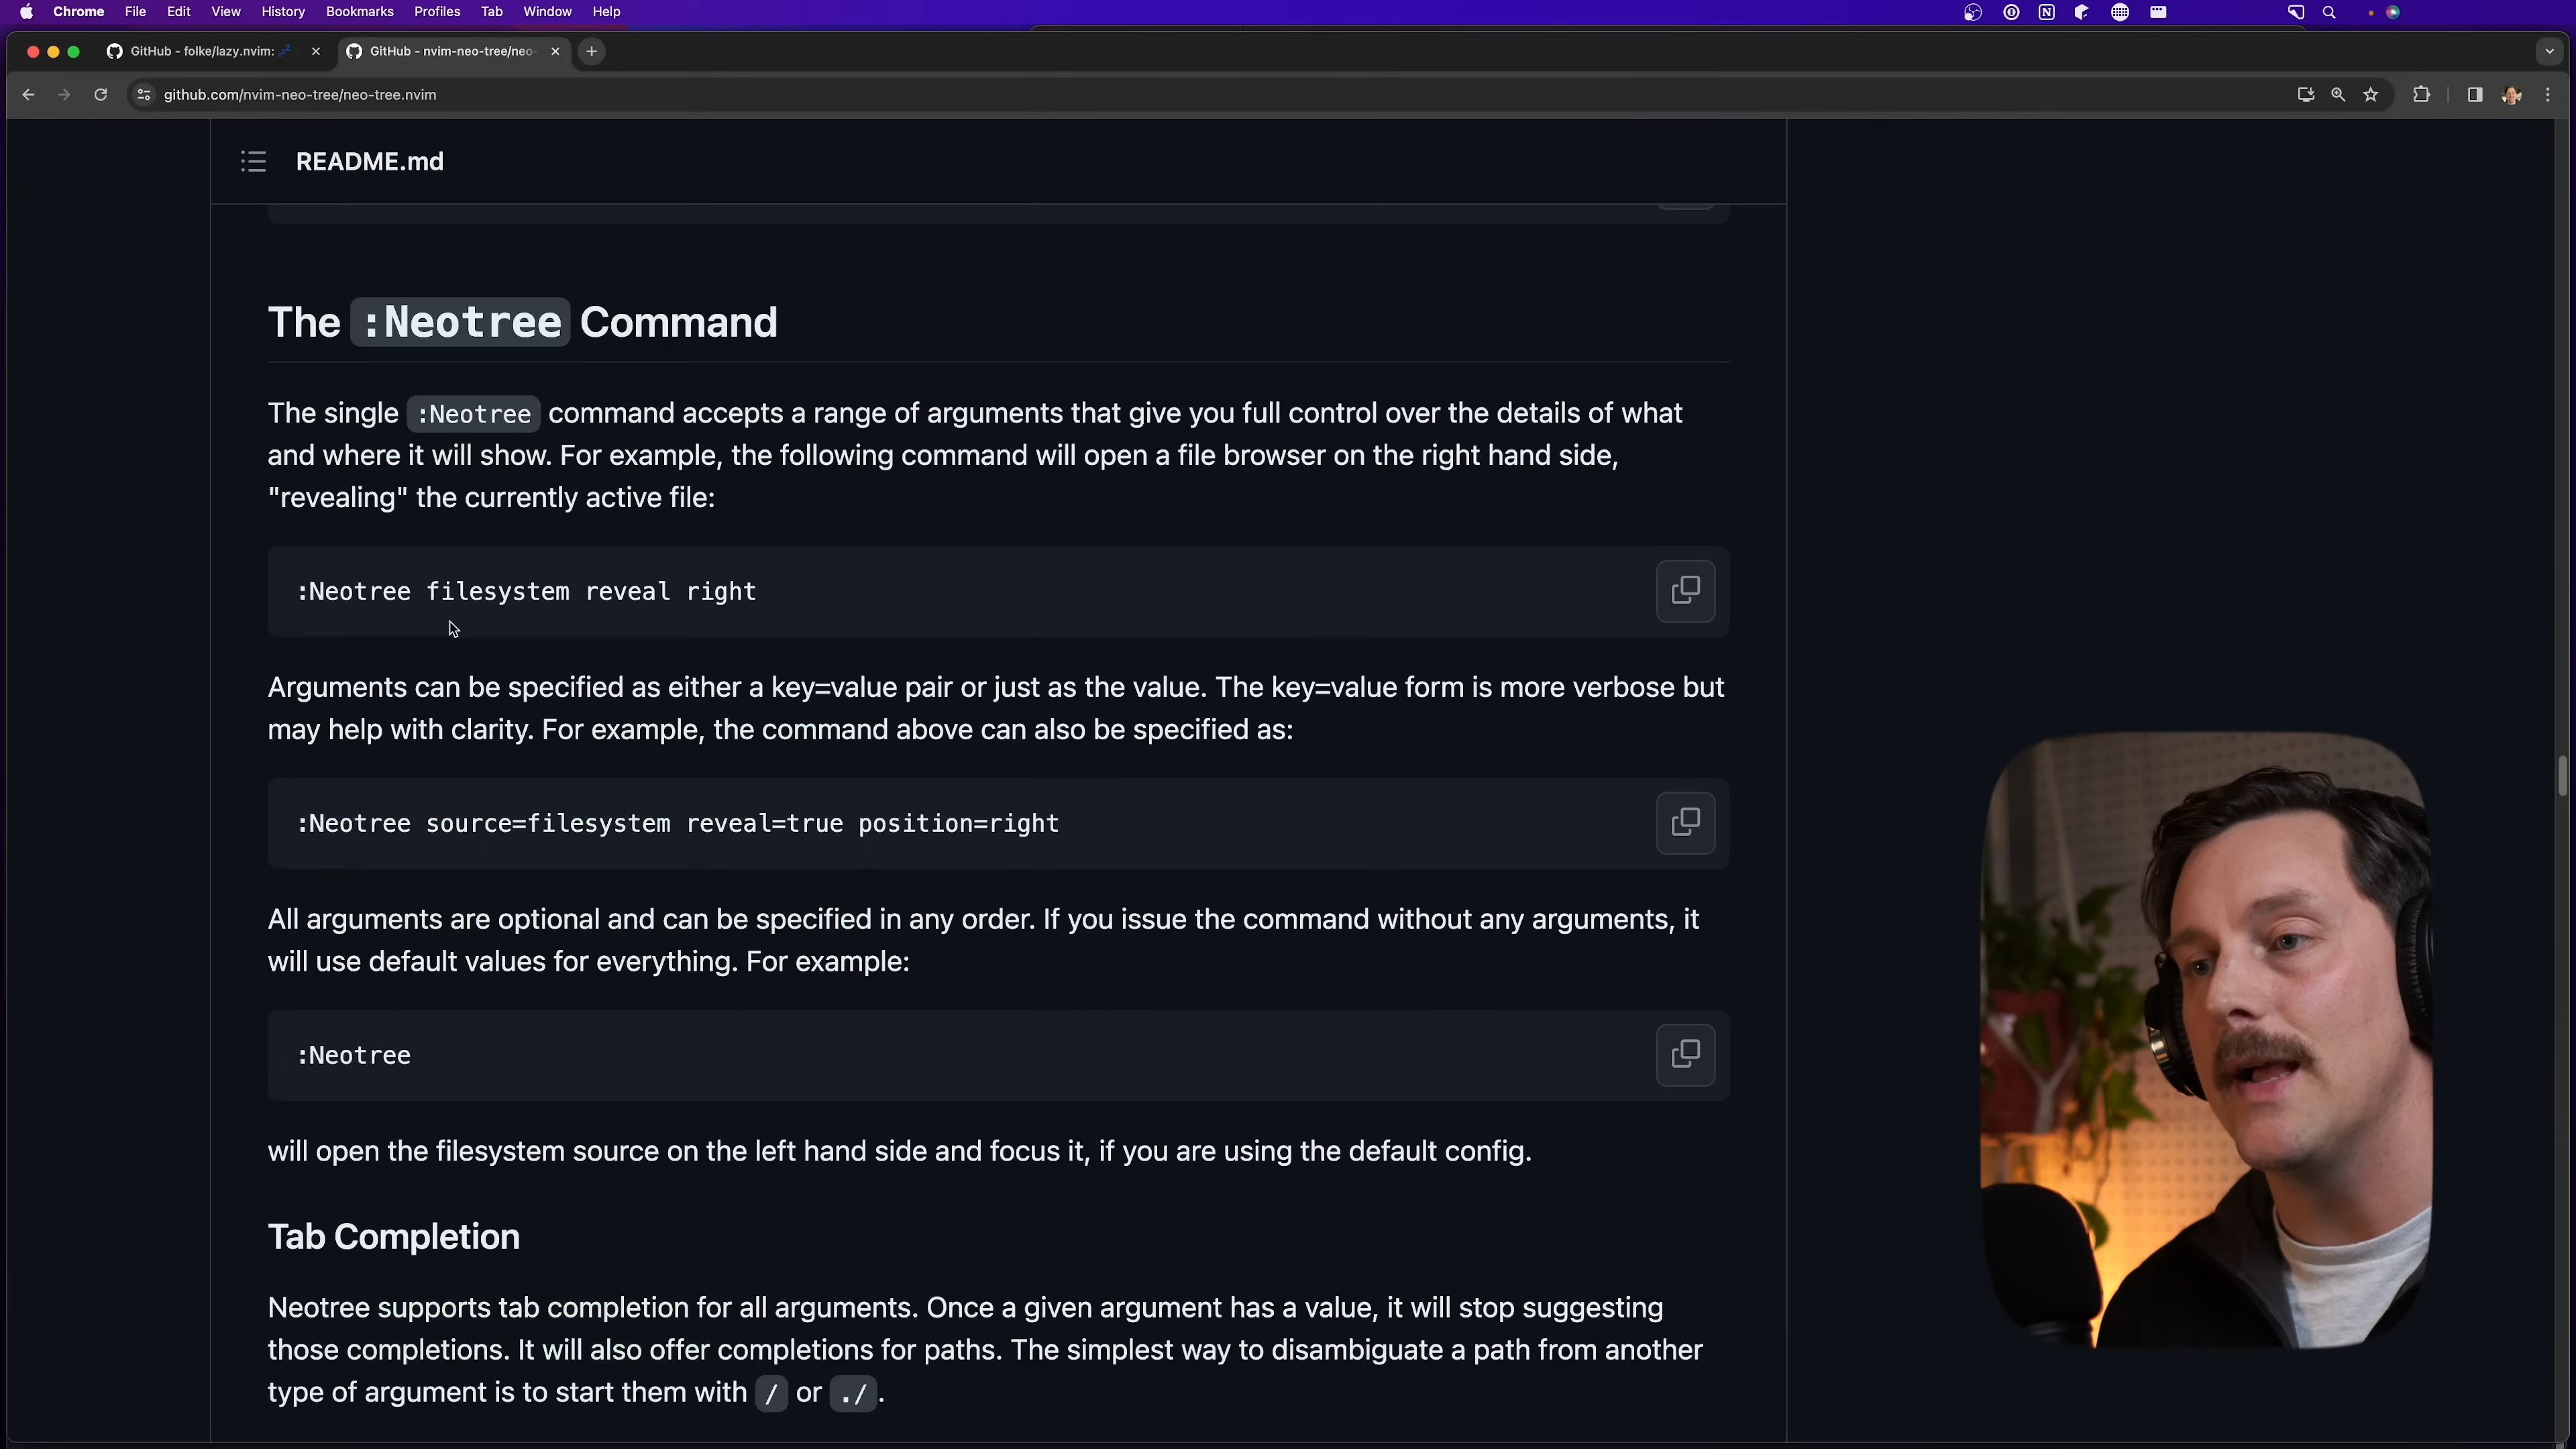 Chrome File Edit View History Bookmarks Profiles Tab Window Help
GitHub - folke/lazy.nvim: 💤
GitHub - nvim-neo-tree/neo-
github.com/nvim-neo-tree/neo-tree.nvim
README.md
The :Neotree Command
The single :Neotree command accepts a range of arguments that give you full control over the details of what
and where it will show. For example, the following command will open a file browser on the right hand side,
"revealing" the currently active file:
:Neotree filesystem reveal right
Arguments can be specified as either a key=value pair or just as the value. The key=value form is more verbose but
may help with clarity. For example, the command above can also be specified as:
:Neotree source=filesystem reveal=true position=right
All arguments are optional and can be specified in any order. If you issue the command without any arguments, it
will use default values for everything. For example:
:Neotree
will open the filesystem source on the left hand side and focus it, if you are using the default config.
Tab Completion
Neotree supports tab completion for all arguments. Once a given argument has a value, it will stop suggesting
those completions. It will also offer completions for paths. The simplest way to disambiguate a path from another
type of argument is to start them with / or ./.